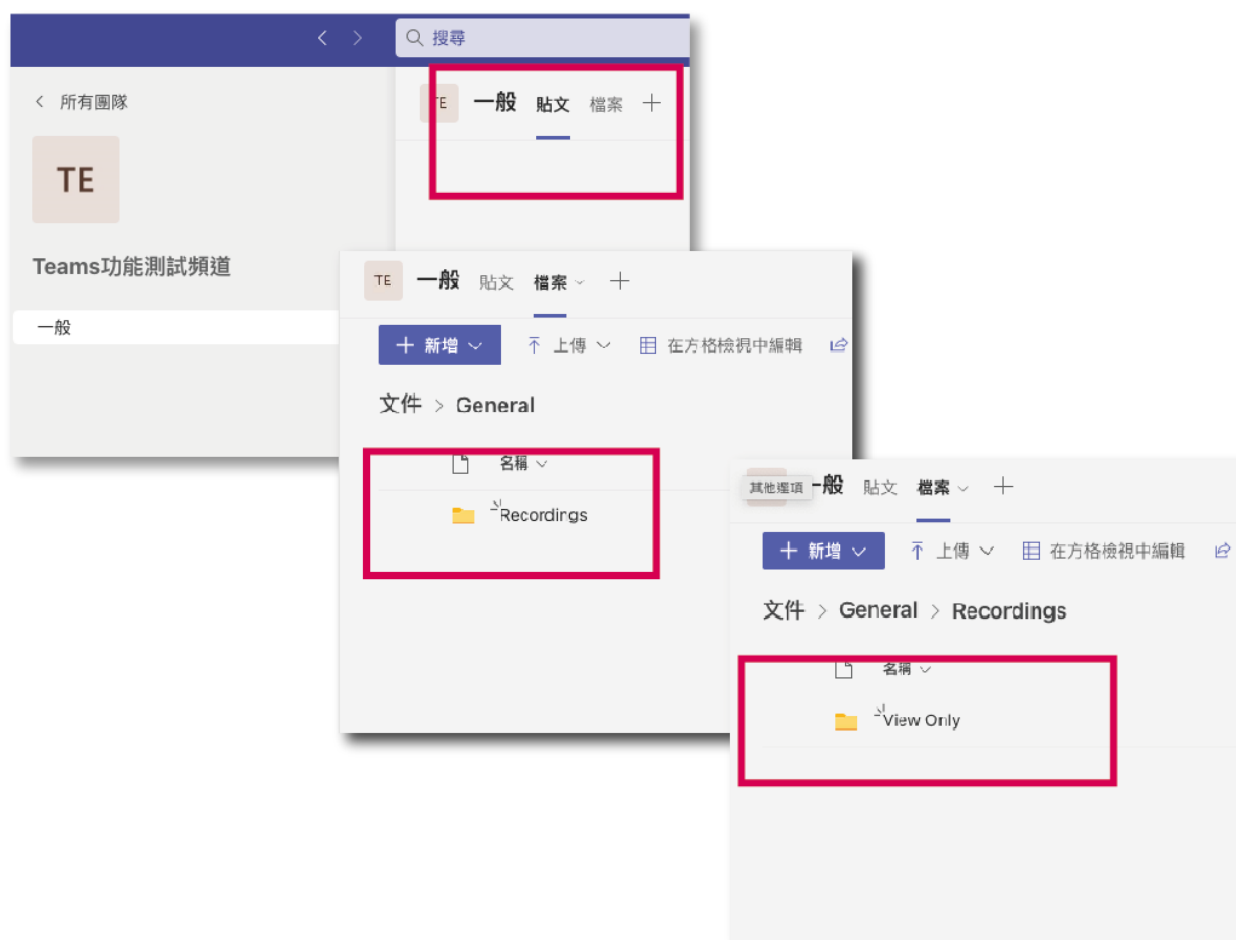 搜尋
所有團隊
TE
Teams功能測試頻道
一般
TE 一般 貼文 檔案
TE 一般 貼文 檔案
新增 上傳 在方格檢視中編輯
文件 > General
名稱
Recordings
其他選項 一般 貼文 檔案
新增 上傳 在方格檢視中編輯
文件 > General > Recordings
名稱
View Only